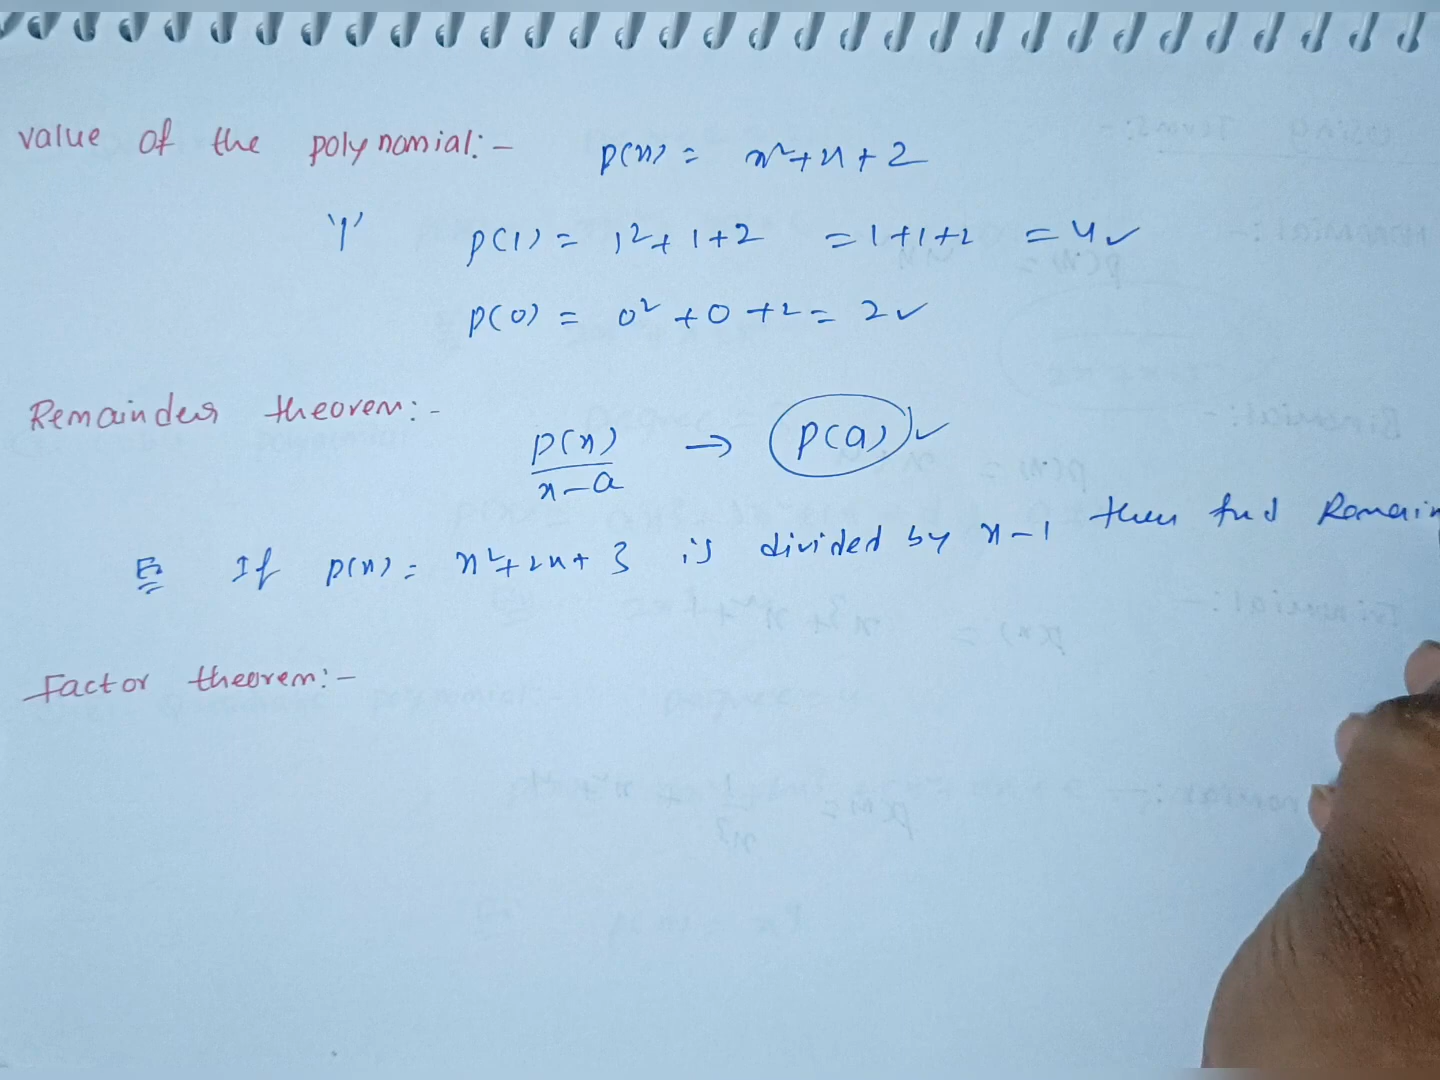 value of the polynomial:- p(x) = x²+x+2
'1' p(1) = 1²+1+2 =1+1+2 =4✓
p(0) = 0²+0+2= 2✓
Remainder theorem:-
p(x)/x-a → p(a)✓
Ex If p(x) = x²+2x+3 is divided by x-1 then find Remain
Factor theorem:-